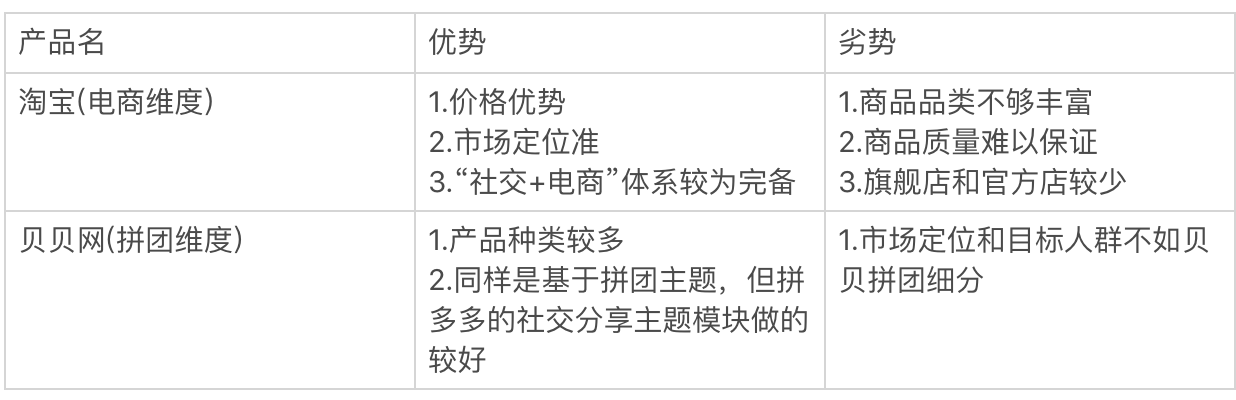 产品名
优势
劣势
淘宝(电商维度)
1.价格优势
2.市场定位准
3.“社交+电商”体系较为完备
1.商品品类不够丰富
2.商品质量难以保证
3.旗舰店和官方店较少
贝贝网(拼团维度)
1.产品种类较多
2.同样是基于拼团主题，但拼
多多的社交分享主题模块做的
较好
1.市场定位和目标人群不如贝
贝拼团细分